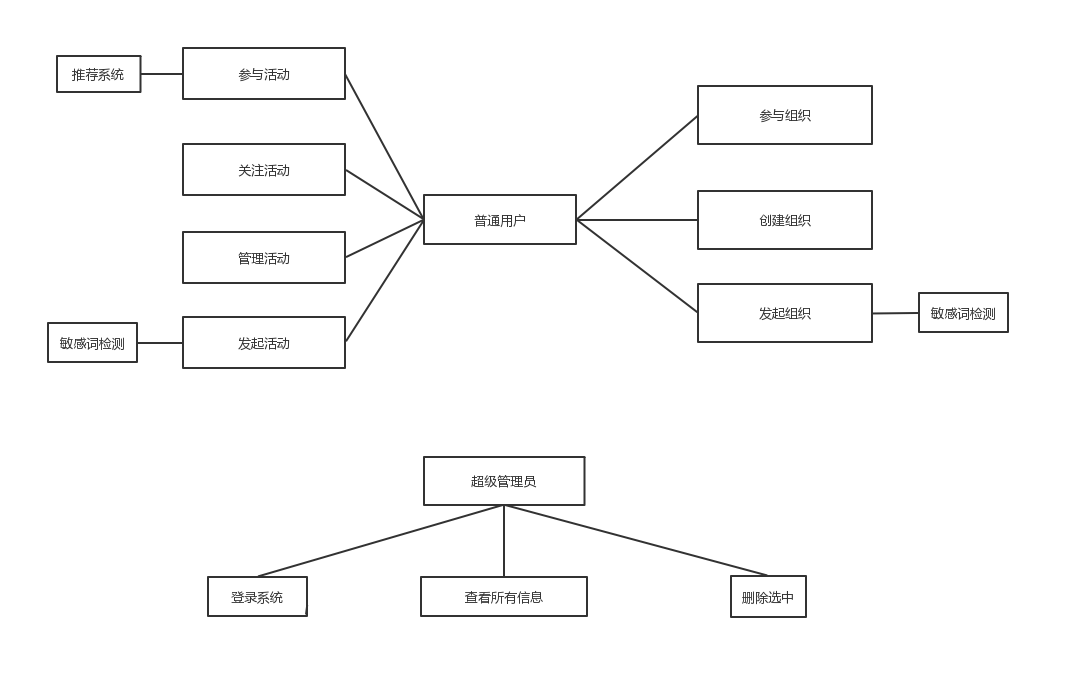 推荐系统
参与活动
关注活动
管理活动
敏感词检测
发起活动
普通用户
参与组织
创建组织
发起组织
敏感词检测
超级管理员
登录系统
查看所有信息
删除选中